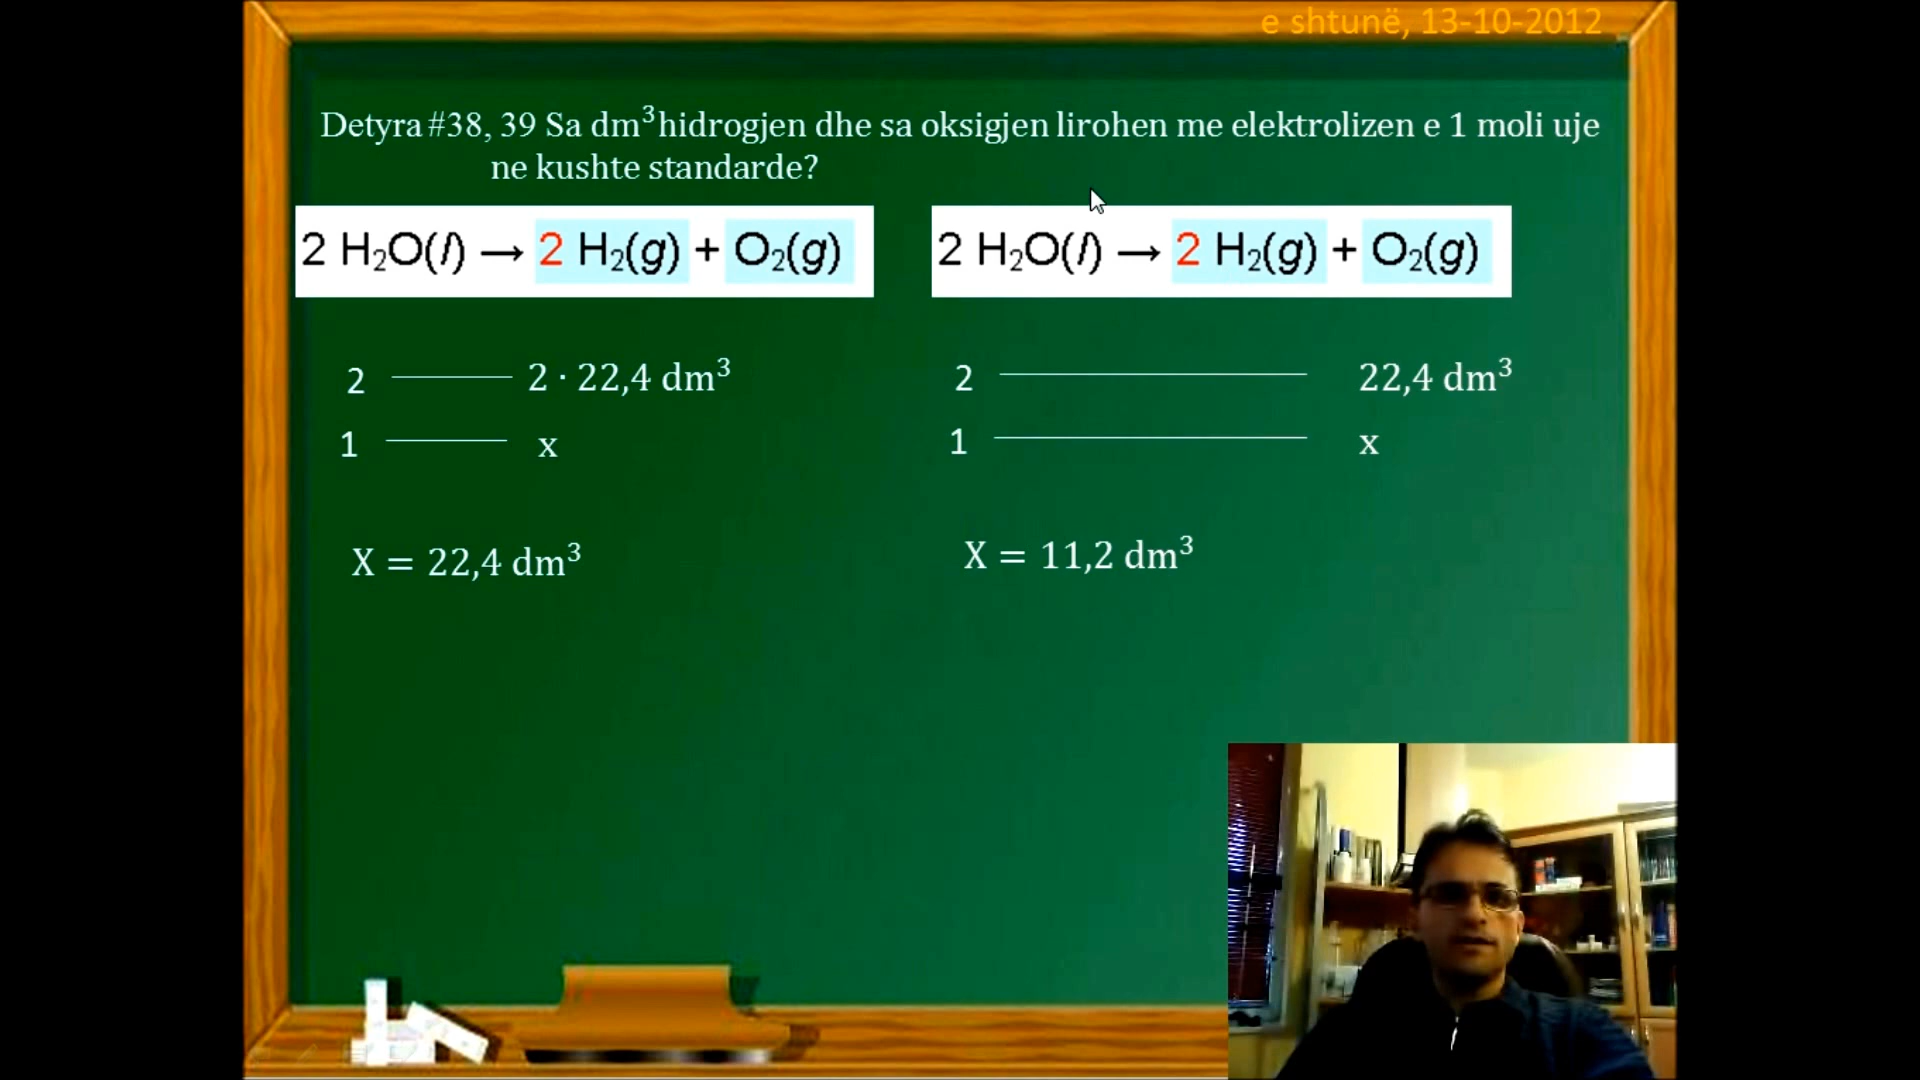 e shtunë, 13-10-2012
Detyra #38, 39 Sa dm³ hidrogjen dhe sa oksigjen lirohen me elektrolizen e 1 moli uje
ne kushte standarde?
2 H₂O(l) → 2 H₂(g) + O₂(g)
2 2 · 22,4 dm³
1 x
X = 22,4 dm³
2 H₂O(l) → 2 H₂(g) + O₂(g)
2 22,4 dm³
1 x
X = 11,2 dm³